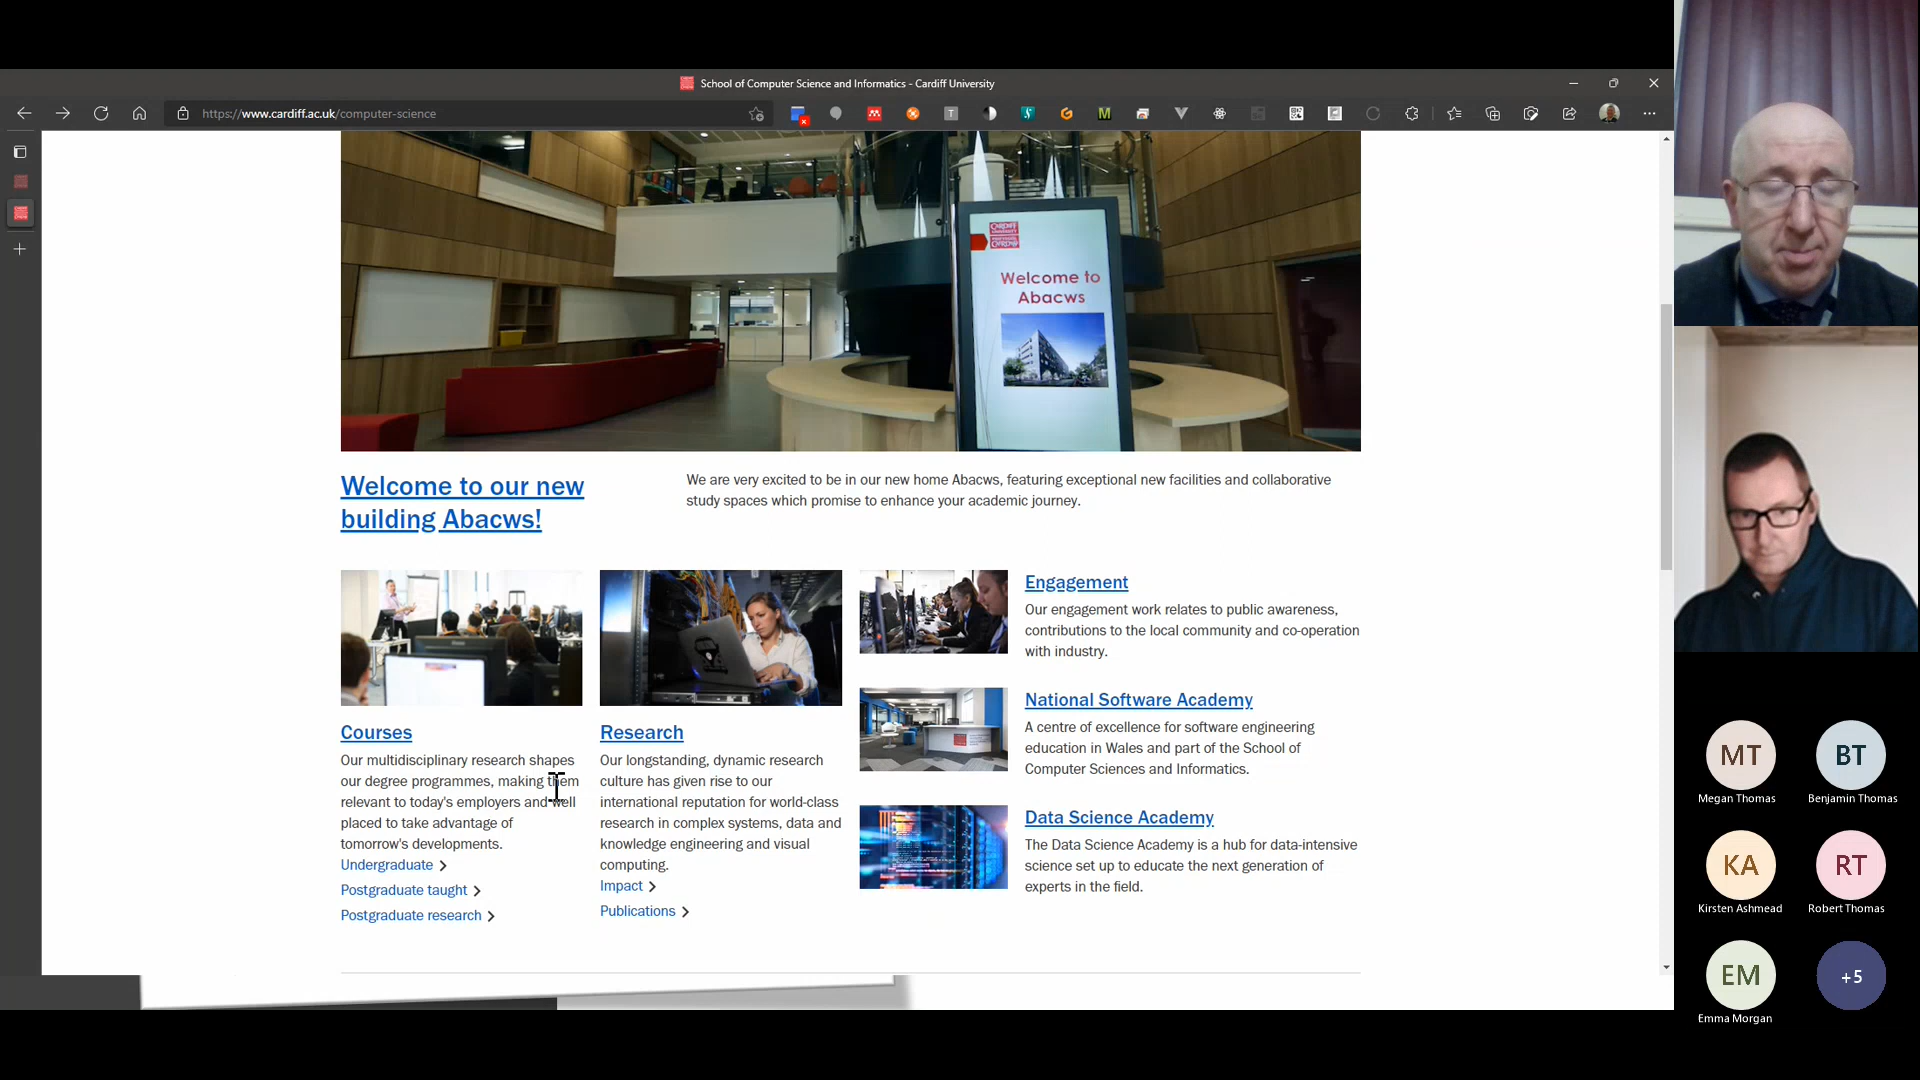 School of Computer Science and Informatics - Cardiff University
https://www.cardiff.ac.uk/computer-science
CARDIFF
UNIVERSITY
PRIFYSGOL
CAERDYDD
Welcome to
Abacws
Welcome to our new
building Abacws!
We are very excited to be in our new home Abacws, featuring exceptional new facilities and collaborative
study spaces which promise to enhance your academic journey.
Courses
Our multidisciplinary research shapes
our degree programmes, making them
relevant to today's employers and well
placed to take advantage of
tomorrow's developments.
Undergraduate
Postgraduate taught
Postgraduate research
Research
Our longstanding, dynamic research
culture has given rise to our
international reputation for world-class
research in complex systems, data and
knowledge engineering and visual
computing.
Impact
Publications
Engagement
Our engagement work relates to public awareness,
contributions to the local community and co-operation
with industry.
National Software Academy
A centre of excellence for software engineering
education in Wales and part of the School of
Computer Sciences and Informatics.
Data Science Academy
The Data Science Academy is a hub for data-intensive
science set up to educate the next generation of
experts in the field.
MT
Megan Thomas
BT
Benjamin Thomas
KA
Kirsten Ashmead
RT
Robert Thomas
EM
Emma Morgan
+5